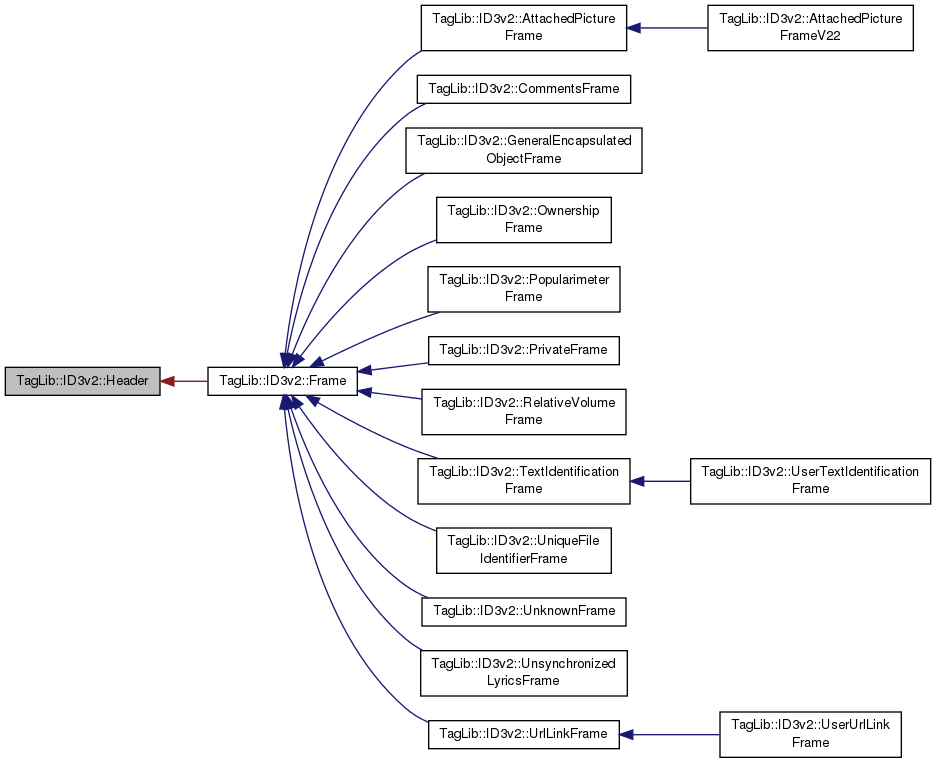 TagLib::ID3v2::Header
TagLib::ID3v2::Frame
TagLib::ID3v2::AttachedPicture
Frame
TagLib::ID3v2::AttachedPicture
FrameV22
TagLib::ID3v2::CommentsFrame
TagLib::ID3v2::GeneralEncapsulated
ObjectFrame
TagLib::ID3v2::Ownership
Frame
TagLib::ID3v2::Popularimeter
Frame
TagLib::ID3v2::PrivateFrame
TagLib::ID3v2::RelativeVolume
Frame
TagLib::ID3v2::TextIdentification
Frame
TagLib::ID3v2::UserTextIdentification
Frame
TagLib::ID3v2::UniqueFile
IdentifierFrame
TagLib::ID3v2::UnknownFrame
TagLib::ID3v2::Unsynchronized
LyricsFrame
TagLib::ID3v2::UrlLinkFrame
TagLib::ID3v2::UserUrlLink
Frame